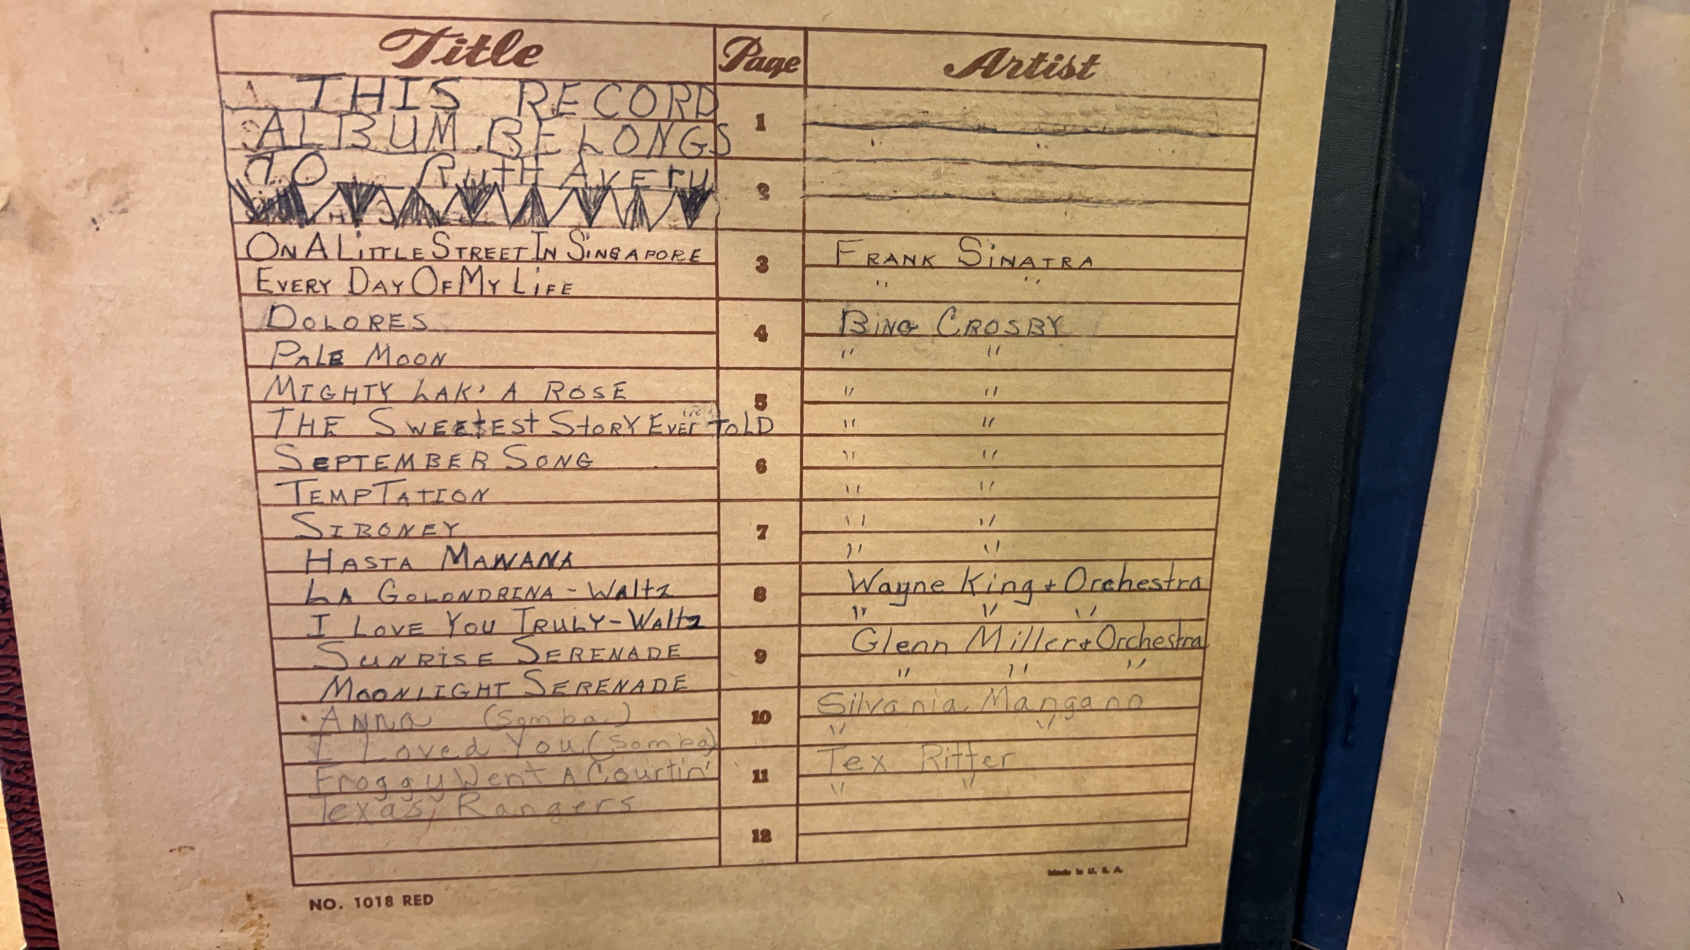 Title Page Artist
THIS RECORD
ALBUM BELONGS 1
TO RUTH AVERY
2
ON A LITTLE STREET IN SINGAPORE 3 FRANK SINATRA
EVERY DAY OF MY LIFE " "
DOLORES 4 BING CROSBY
PALE MOON " "
MIGHTY LAK' A ROSE 5 " "
THE SWEETEST STORY EVER TOLD " "
SEPTEMBER SONG 6 " "
TEMPTATION " "
SIBONEY 7 " "
HASTA MANANA " "
LA GOLONDRINA - WALTZ 8 Wayne King + Orchestra
I LOVE YOU TRULY - WALTZ " " "
SUNRISE SERENADE 9 Glenn Miller + Orchestra
MOONLIGHT SERENADE " " "
ANNA (Somba) 10 Silvania Mangano
I Loved You (Somba) " "
Froggy Went A Courtin' 11 Tex Ritter
Texas, Rangers " "
12
NO. 1018 RED Made in U. S. A.